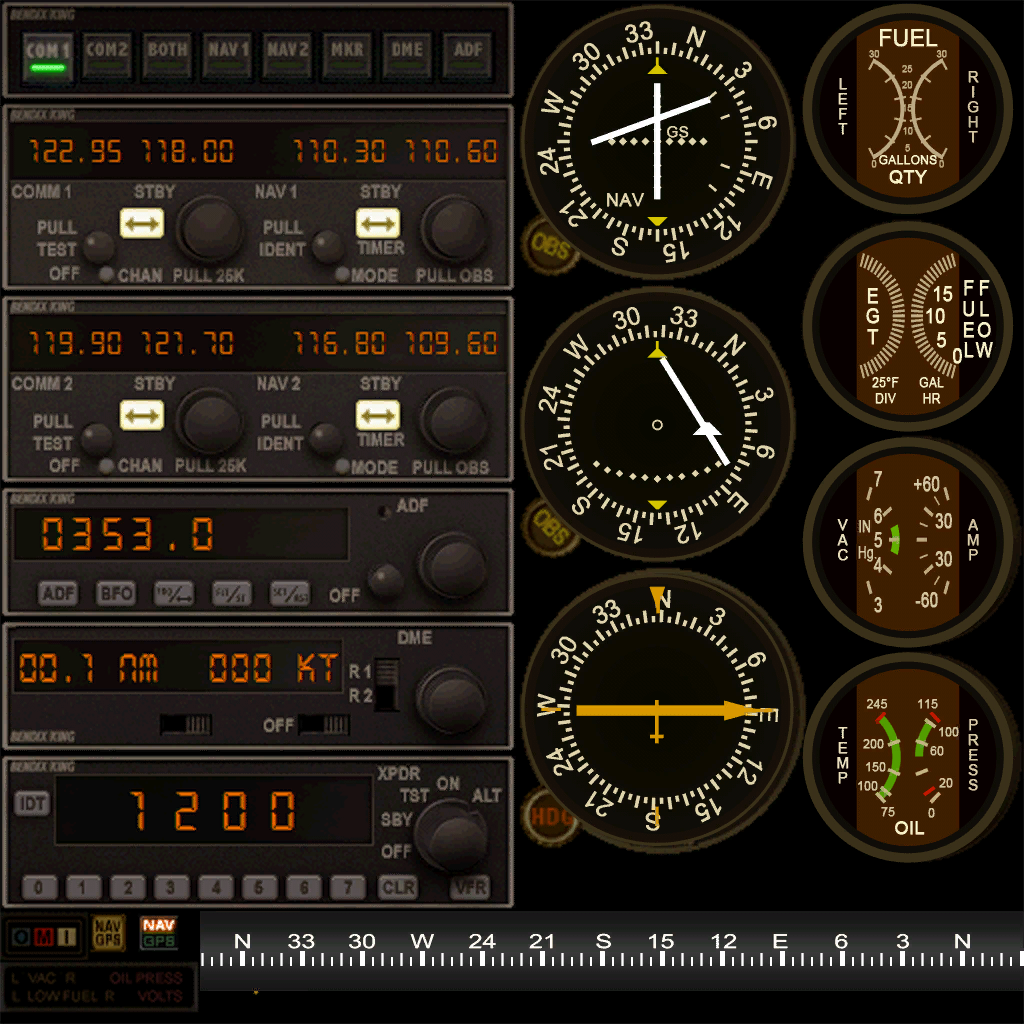 BENDIX KING
COM 1 COM2 BOTH NAV 1 NAV 2 MKR DME ADF
BENDIX KING
122.95 118.00 110.30 110.60
COMM 1 STBY NAV 1 STBY
PULL TEST PULL IDENT TIMER
OFF CHAN PULL 25K MODE PULL OBS
BENDIX KING
119.90 121.70 116.80 109.60
COMM 2 STBY NAV 2 STBY
PULL TEST PULL IDENT TIMER
OFF CHAN PULL 25K MODE PULL OBS
BENDIX KING
ADF
0353.0
ADF BFO OFF
DME
00.1 NM 000 KT
R 1
R 2
OFF
BENDIX KING
BENDIX KING
XPDR
IDT
1200
TST ON ALT
SBY
OFF
0 1 2 3 4 5 6 7 CLR VFR
O M I
NAV GPS
NAV GPS
L VAC R OIL PRESS
L LOW FUEL R VOLTS
33 N 3 6 E 12 15 S 21 24 W 30
GS
NAV
OBS
30 33 N 3 6 E 12 15 S 21 24 W
OBS
N 3 6 E 12 15 S 21 24 W 30 33
HDG
FUEL
30 30
25
20
15
10
5
0 0
LEFT
RIGHT
GALLONS
QTY
EGT
15
10
5
0
FUEL FLOW
25°F DIV
GAL HR
VAC
7
6
IN
5
Hg.
4
3
+60
30
30
-60
AMP
TEMP
245
200
150
100
75
115
100
60
20
0
PRESS
OIL
N 33 30 W 24 21 S 15 12 E 6 3 N